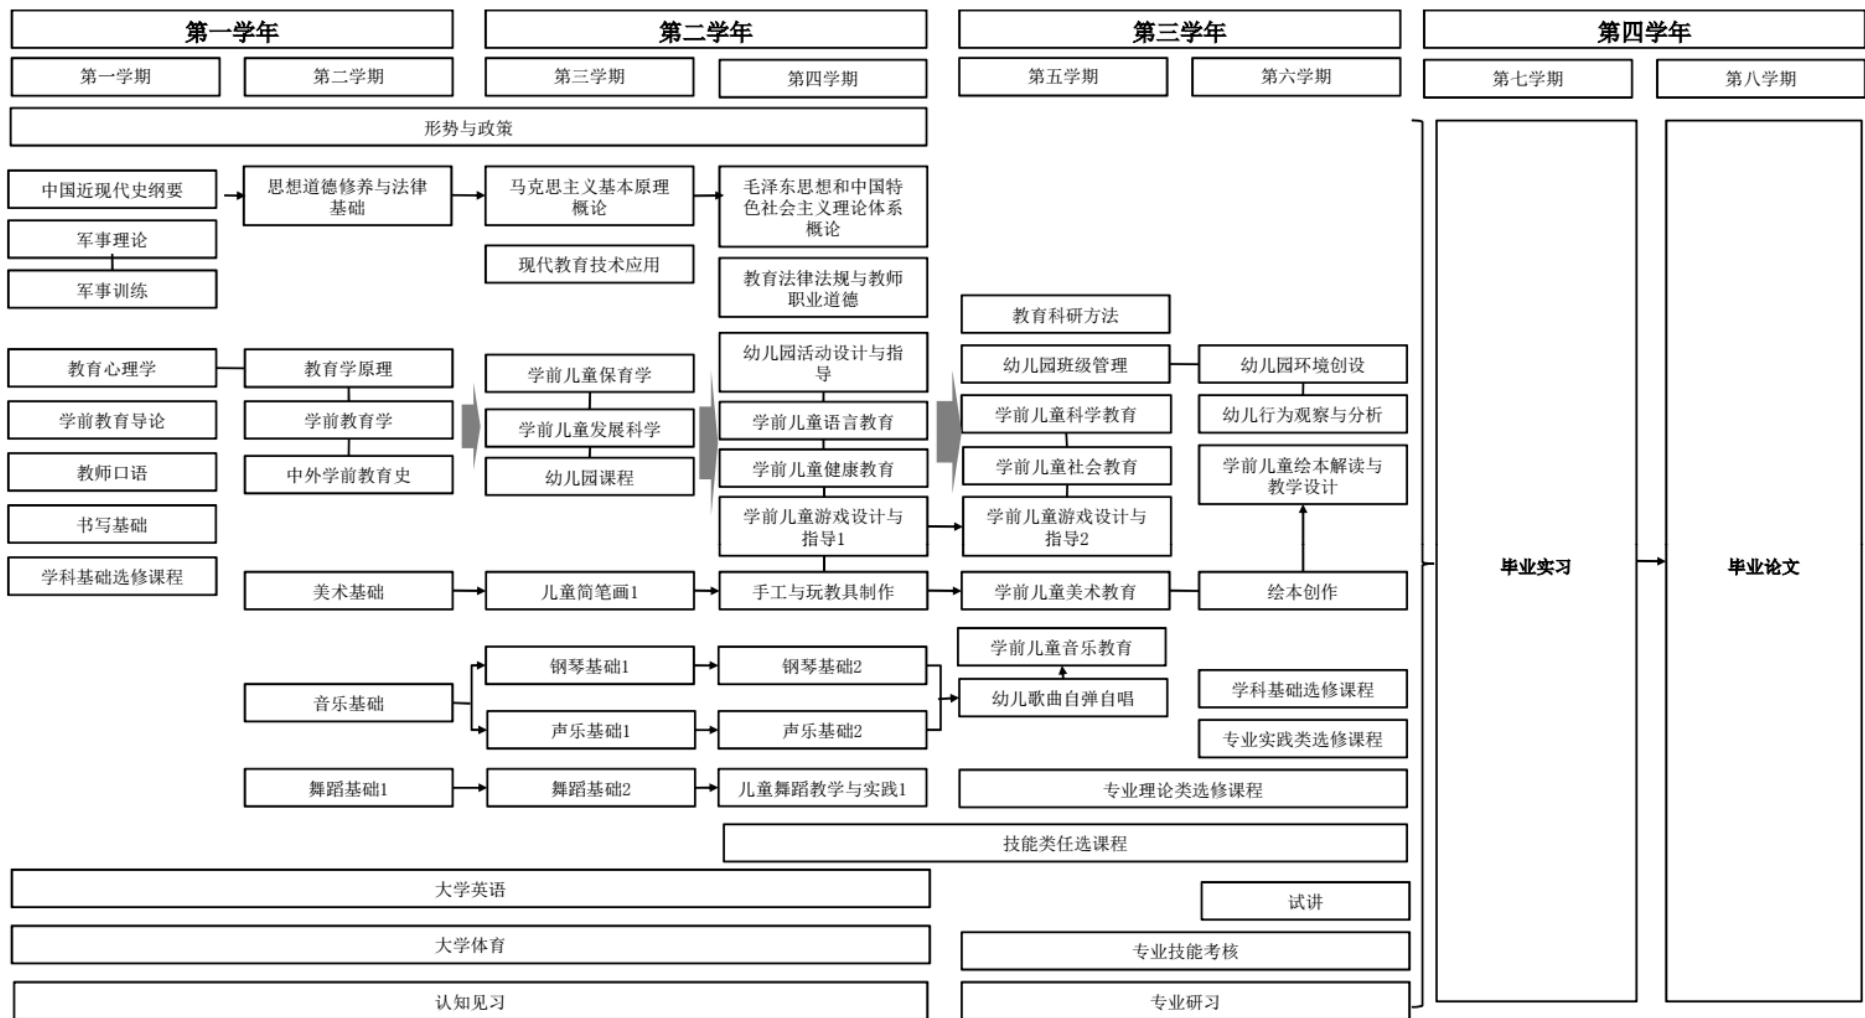 第一学年
第二学年
第三学年
第四学年
第一学期
第二学期
第三学期
第四学期
第五学期
第六学期
第七学期
第八学期
形势与政策
中国近现代史纲要
思想道德修养与法律
基础
马克思主义基本原理
概论
毛泽东思想和中国特
色社会主义理论体系
概论
军事理论
现代教育技术应用
军事训练
教育法律法规与教师
职业道德
教育科研方法
教育心理学
教育学原理
学前儿童保育学
幼儿园活动设计与指
导
幼儿园班级管理
幼儿园环境创设
学前教育导论
学前教育学
学前儿童发展科学
学前儿童语言教育
学前儿童科学教育
幼儿行为观察与分析
教师口语
中外学前教育史
幼儿园课程
学前儿童健康教育
学前儿童社会教育
学前儿童绘本解读与
教学设计
书写基础
学前儿童游戏设计与
指导1
学前儿童游戏设计与
指导2
学科基础选修课程
美术基础
儿童简笔画1
手工与玩教具制作
学前儿童美术教育
绘本创作
毕业实习
毕业论文
学前儿童音乐教育
钢琴基础1
钢琴基础2
音乐基础
幼儿歌曲自弹自唱
学科基础选修课程
声乐基础1
声乐基础2
专业实践类选修课程
舞蹈基础1
舞蹈基础2
儿童舞蹈教学与实践1
专业理论类选修课程
技能类任选课程
大学英语
试讲
大学体育
专业技能考核
认知见习
专业研习